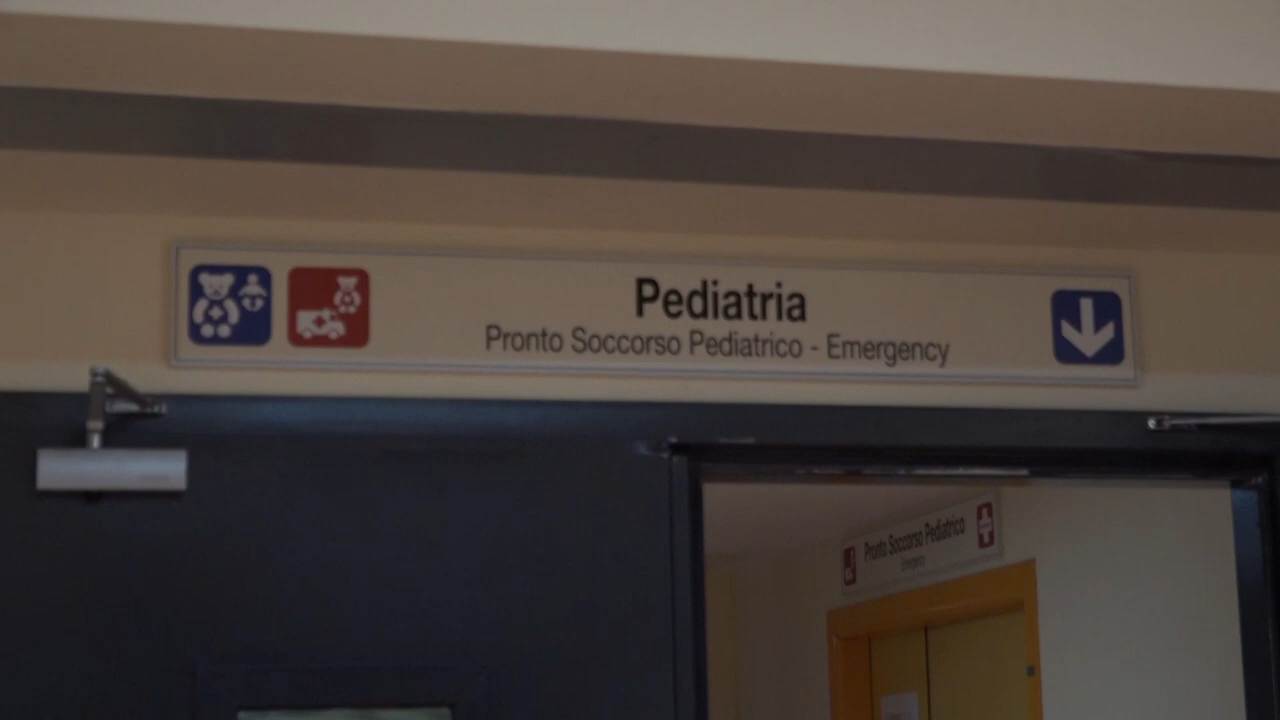 Pediatria
Pronto Soccorso Pediatrico - Emergency
Pronto Soccorso Pediatrico
Emergency